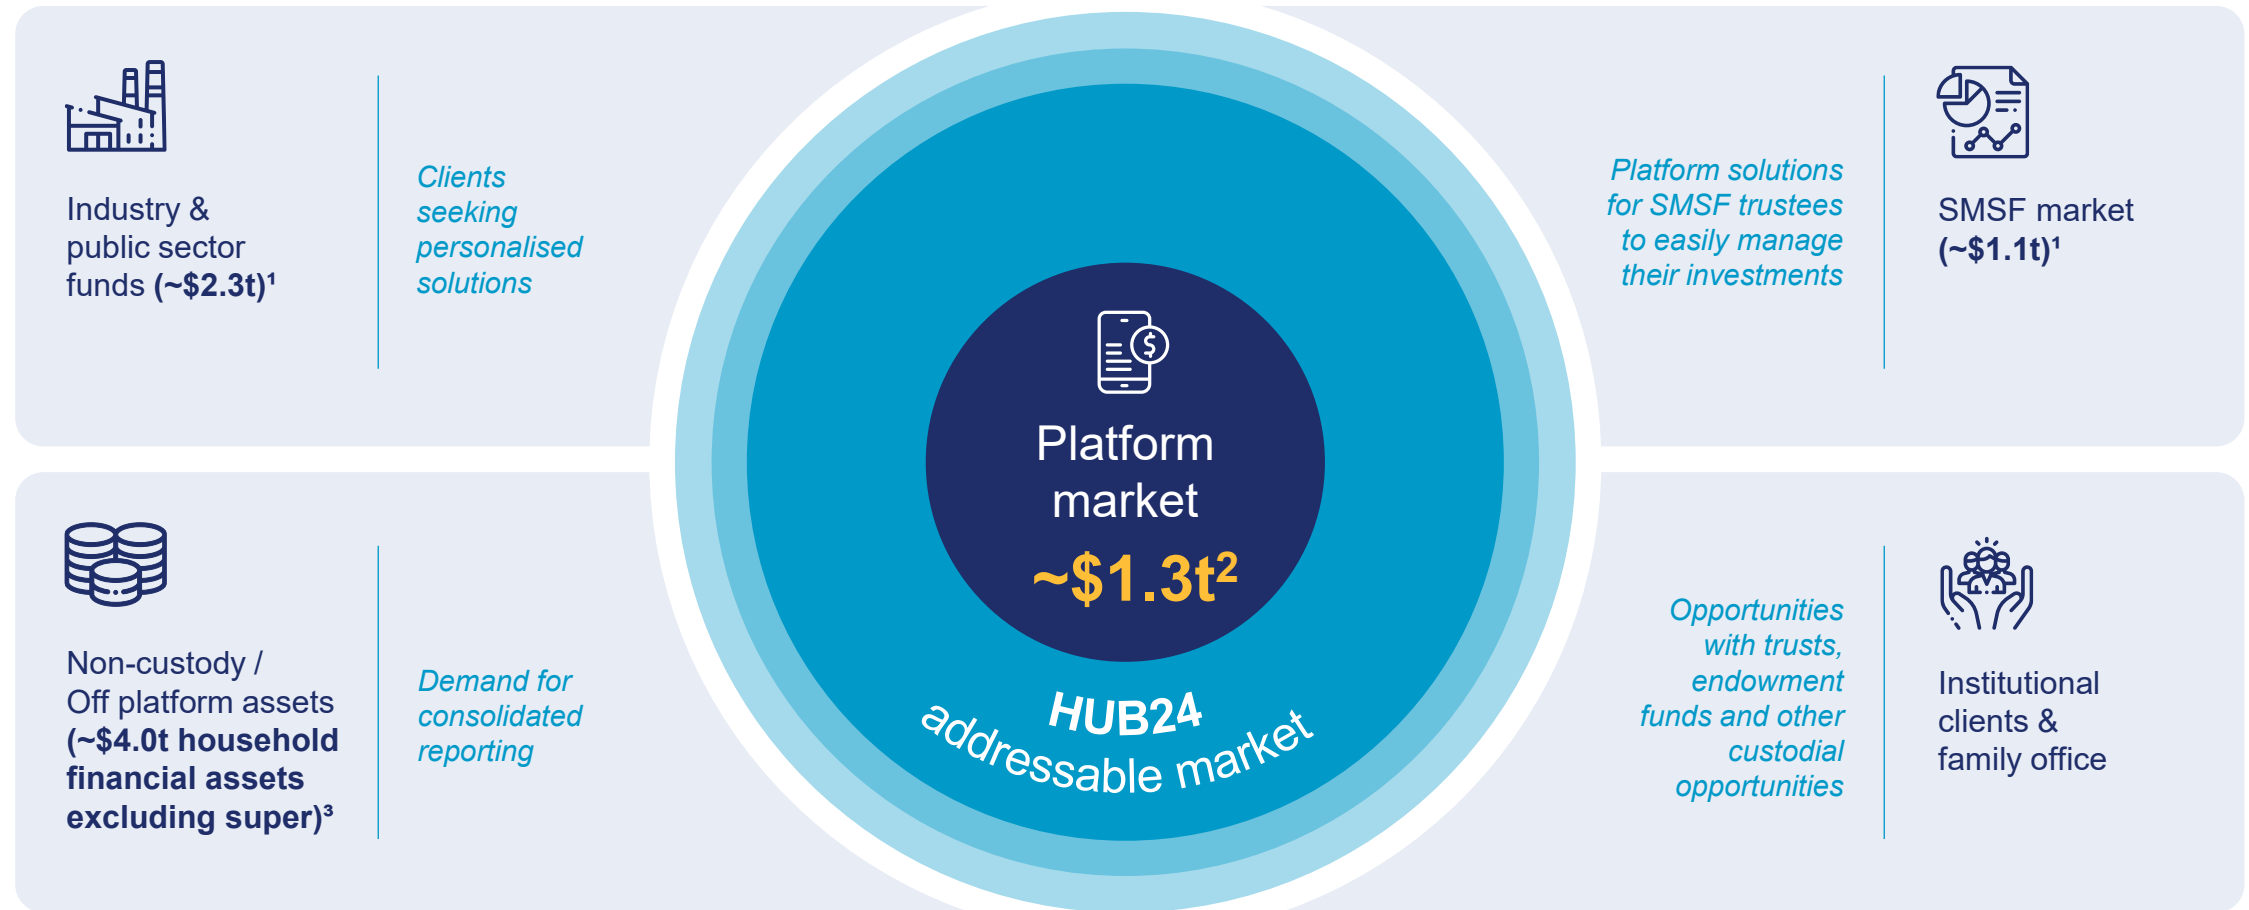 Industry &
public sector
funds (~$2.3t)¹
Clients
seeking
personalised
solutions
Platform solutions
for SMSF trustees
to easily manage
their investments
SMSF market
(~$1.1t)¹
$
Platform
market
~$1.3t²
HUB24
addressable market
Non-custody /
Off platform assets
(~$4.0t household
financial assets
excluding super)³
Demand for
consolidated
reporting
Opportunities
with trusts,
endowment
funds and other
custodial
opportunities
Institutional
clients &
family office